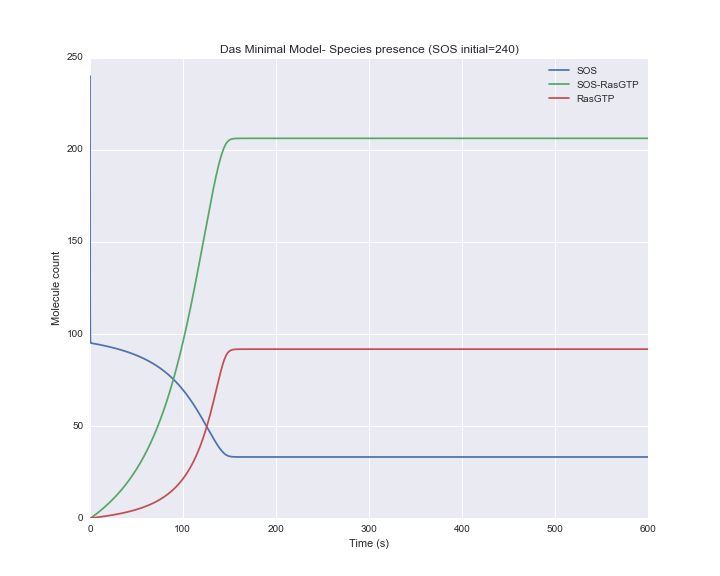 Das Minimal Model- Species presence (SOS initial=240)
250
200
150
100
50
0
Molecule count
SOS
SOS-RasGTP
RasGTP
0 100 200 300 400 500 600
Time (s)